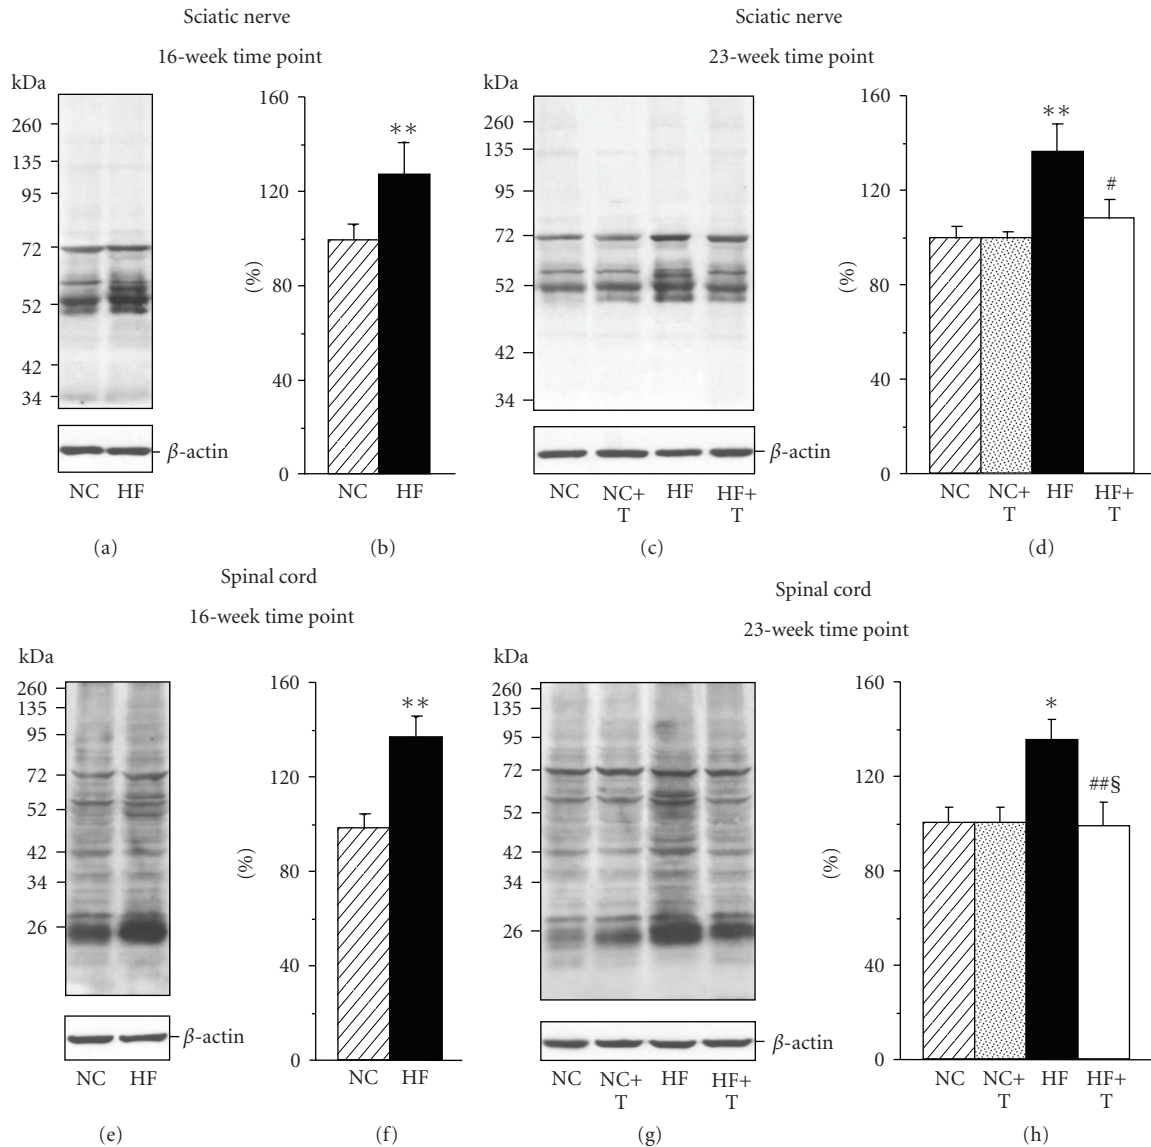 Sciatic nerve
16-week time point
kDa
260
135
95
72
52
42
34
β-actin
NC HF
(a)
160
120
80
40
0
(%)
**
NC HF
(b)
Sciatic nerve
23-week time point
kDa
260
135
95
72
52
42
34
β-actin
NC NC+ T HF HF+ T
(c)
160
120
80
40
0
(%)
**
#
NC NC+ T HF HF+ T
(d)
Spinal cord
16-week time point
kDa
260
135
95
72
52
42
34
26
β-actin
NC HF
(e)
160
120
80
40
0
(%)
**
NC HF
(f)
Spinal cord
23-week time point
kDa
260
135
95
72
52
42
34
26
β-actin
NC NC+ T HF HF+ T
(g)
160
120
80
40
0
(%)
*
##§
NC NC+ T HF HF+ T
(h)